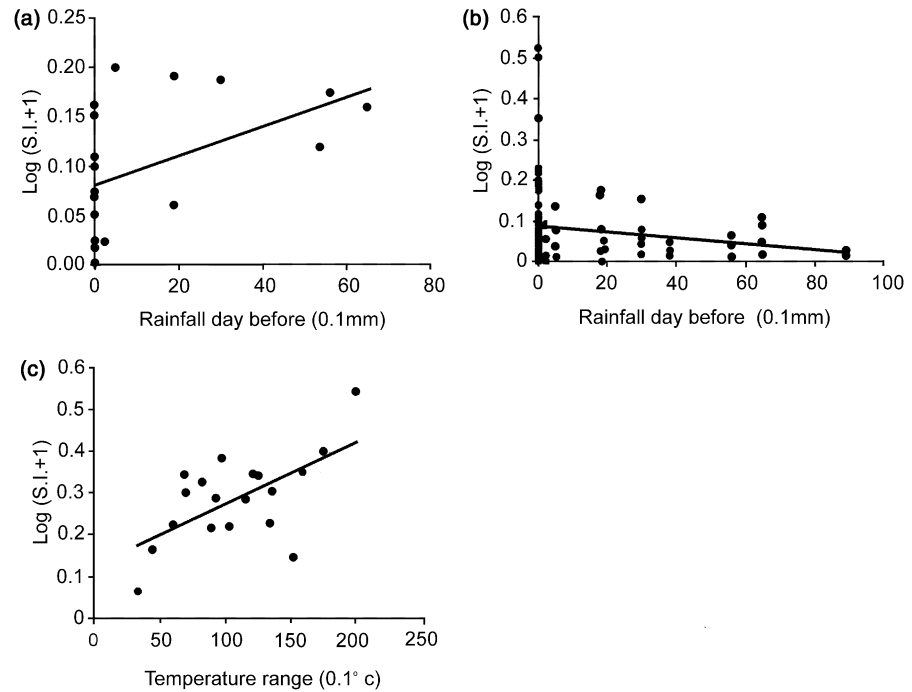 (a)
0.25
0.20
0.15
0.10
0.05
0.00
Log (S.I.+1)
0 20 40 60 80
Rainfall day before (0.1mm)
(b)
0.6
0.5
0.4
0.3
0.2
0.1
0
Log (S.I.+1)
0 20 40 60 80 100
Rainfall day before (0.1mm)
(c)
0.6
0.5
0.4
0.3
0.2
0.1
0
Log (S.I.+1)
0 50 100 150 200 250
Temperature range (0.1° c)